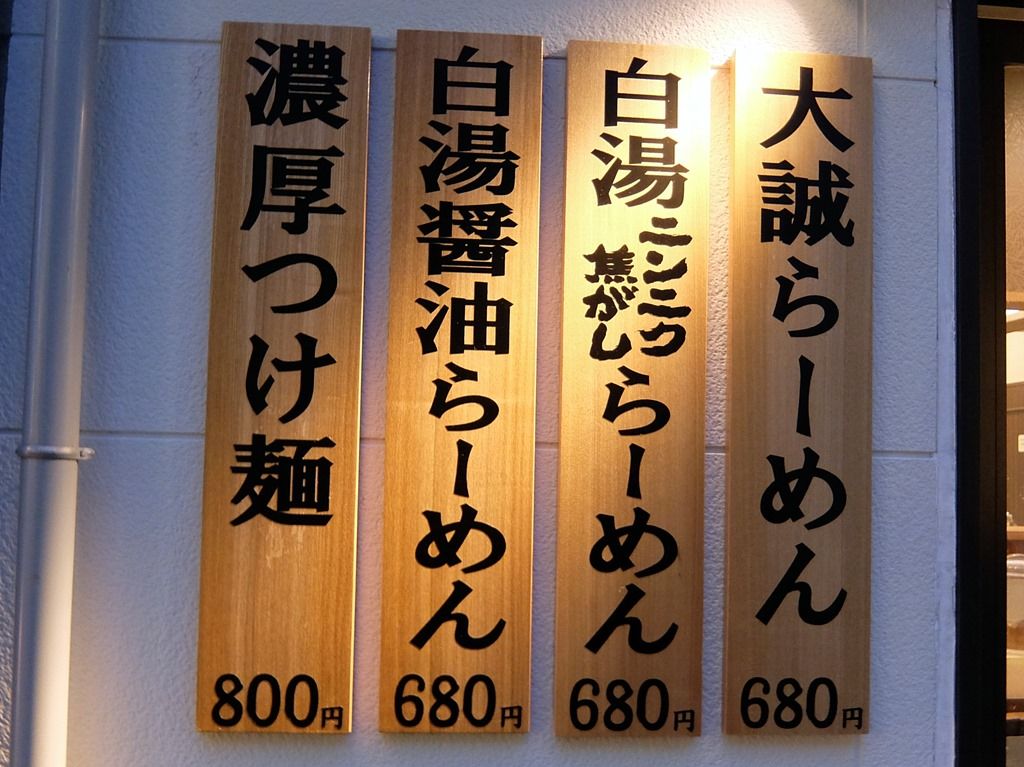 大誠らーめん
680円
白湯ニンニク焦がしらーめん
680円
白湯醤油らーめん
680円
濃厚つけ麺
800円